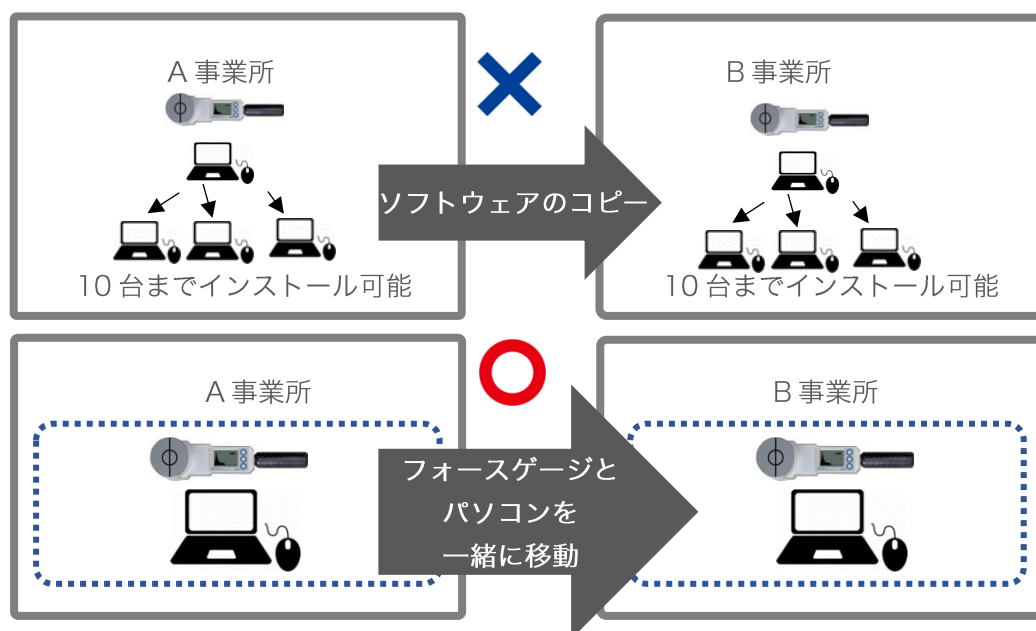 A 事業所
B 事業所
ソフトウェアのコピー
10 台までインストール可能
10 台までインストール可能
A 事業所
B 事業所
フォースゲージと
パソコンを
一緒に移動